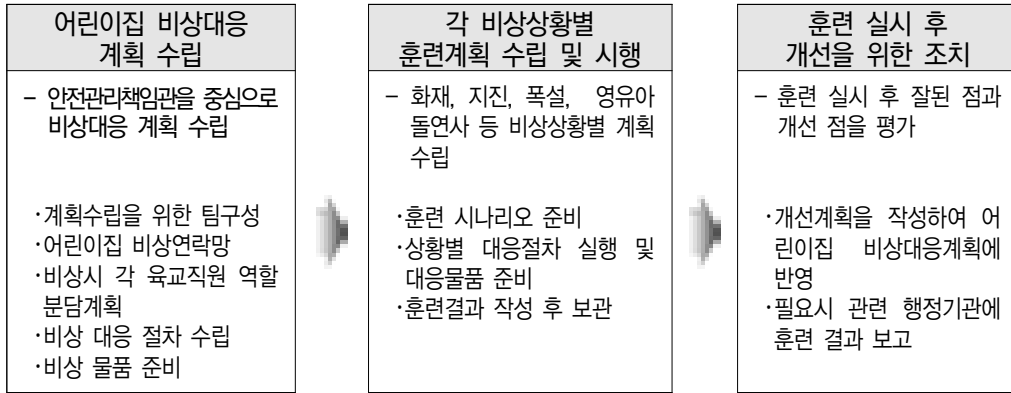 어린이집 비상대응
계획 수립
– 안전관리책임관을 중심으로
비상대응 계획 수립
·계획수립을 위한 팀구성
·어린이집 비상연락망
·비상시 각 육교직원 역할
분담계획
·비상 대응 절차 수립
·비상 물품 준비
각 비상상황별
훈련계획 수립 및 시행
– 화재, 지진, 폭설, 영유아
돌연사 등 비상상황별 계획
수립
·훈련 시나리오 준비
·상황별 대응절차 실행 및
대응물품 준비
·훈련결과 작성 후 보관
훈련 실시 후
개선을 위한 조치
– 훈련 실시 후 잘된 점과
개선 점을 평가
·개선계획을 작성하여 어
린이집 비상대응계획에
반영
·필요시 관련 행정기관에
훈련 결과 보고